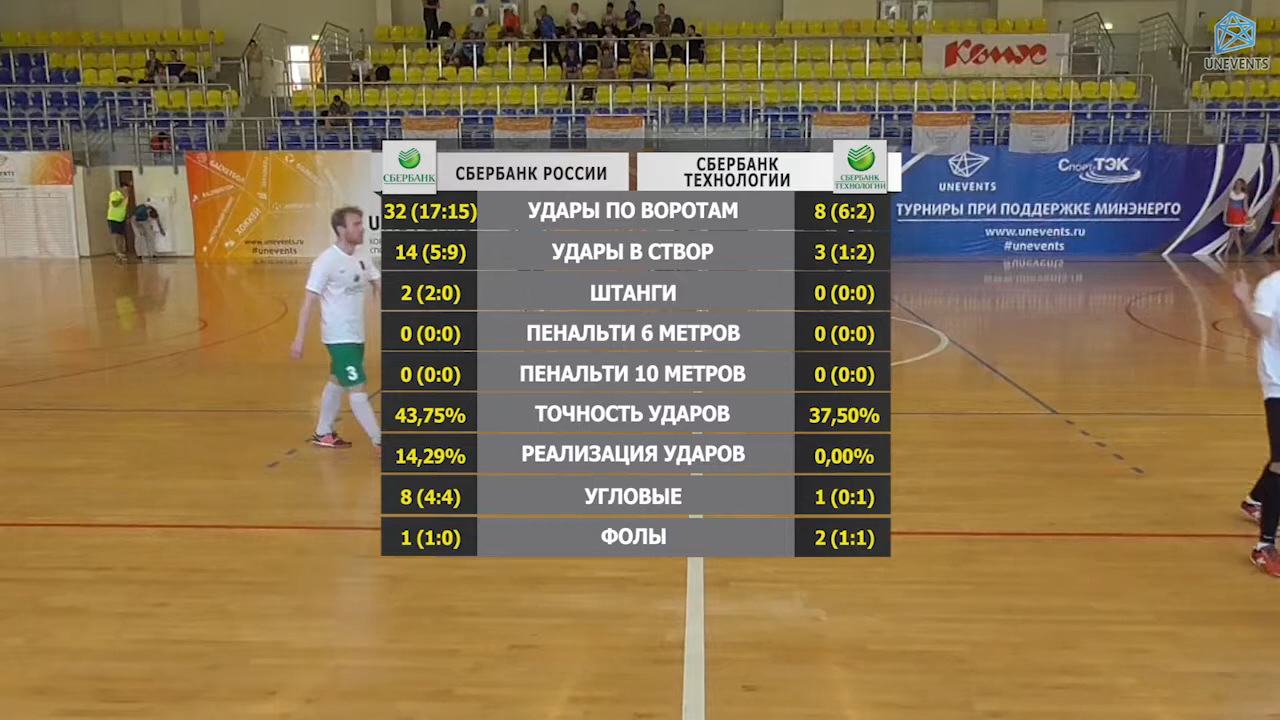 UNEVENTS
Комус
СБЕРБАНК
СБЕРБАНК РОССИИ
СБЕРБАНК
ТЕХНОЛОГИИ
СБЕРБАНК
ТЕХНОЛОГИИ
32 (17:15) УДАРЫ ПО ВОРОТАМ 8 (6:2)
14 (5:9) УДАРЫ В СТВОР 3 (1:2)
2 (2:0) ШТАНГИ 0 (0:0)
0 (0:0) ПЕНАЛЬТИ 6 МЕТРОВ 0 (0:0)
0 (0:0) ПЕНАЛЬТИ 10 МЕТРОВ 0 (0:0)
43,75% ТОЧНОСТЬ УДАРОВ 37,50%
14,29% РЕАЛИЗАЦИЯ УДАРОВ 0,00%
8 (4:4) УГЛОВЫЕ 1 (0:1)
1 (1:0) ФОЛЫ 2 (1:1)
UNEVENTS
СпортТЭК
ТУРНИРЫ ПРИ ПОДДЕРЖКЕ МИНЭНЕРГО
www.unevents.ru
#unevents
БАСКЕТБОЛ
ХОККЕЙ
www.unevents.ru
#unevents
3